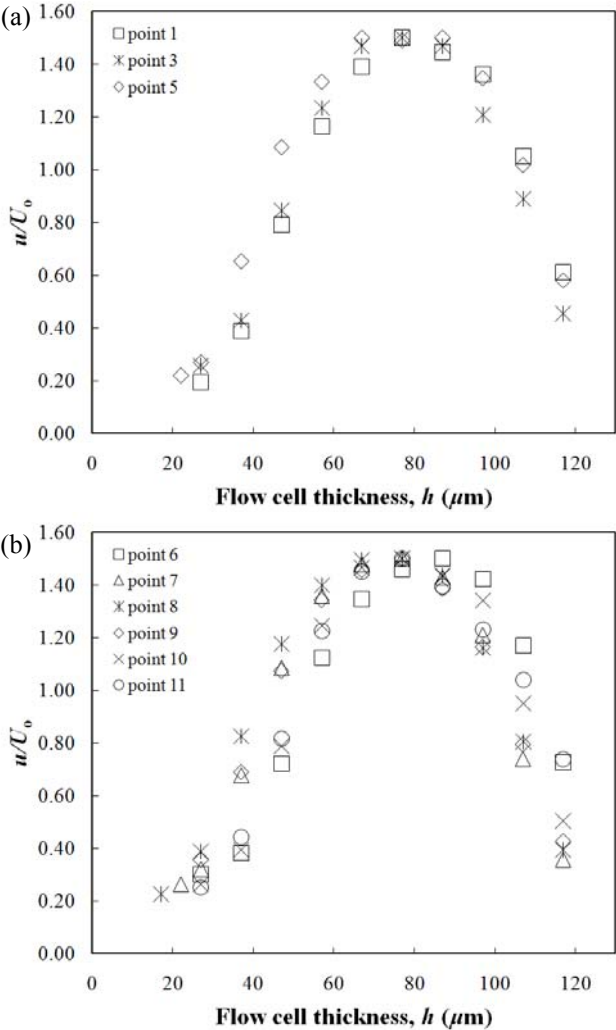 (a)
point 1
point 3
point 5
1.60
1.40
1.20
1.00
0.80
0.60
0.40
0.20
0.00
u/Uo
0 20 40 60 80 100 120
Flow cell thickness, h (μm)
(b)
point 6
point 7
point 8
point 9
point 10
point 11
1.60
1.40
1.20
1.00
0.80
0.60
0.40
0.20
0.00
u/Uo
0 20 40 60 80 100 120
Flow cell thickness, h (μm)